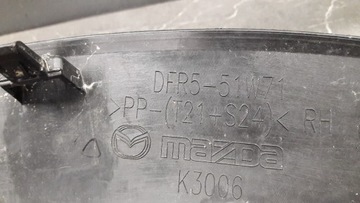 DFR5-51W71
>PP-(T21-S24)< RH
mazda
K3006